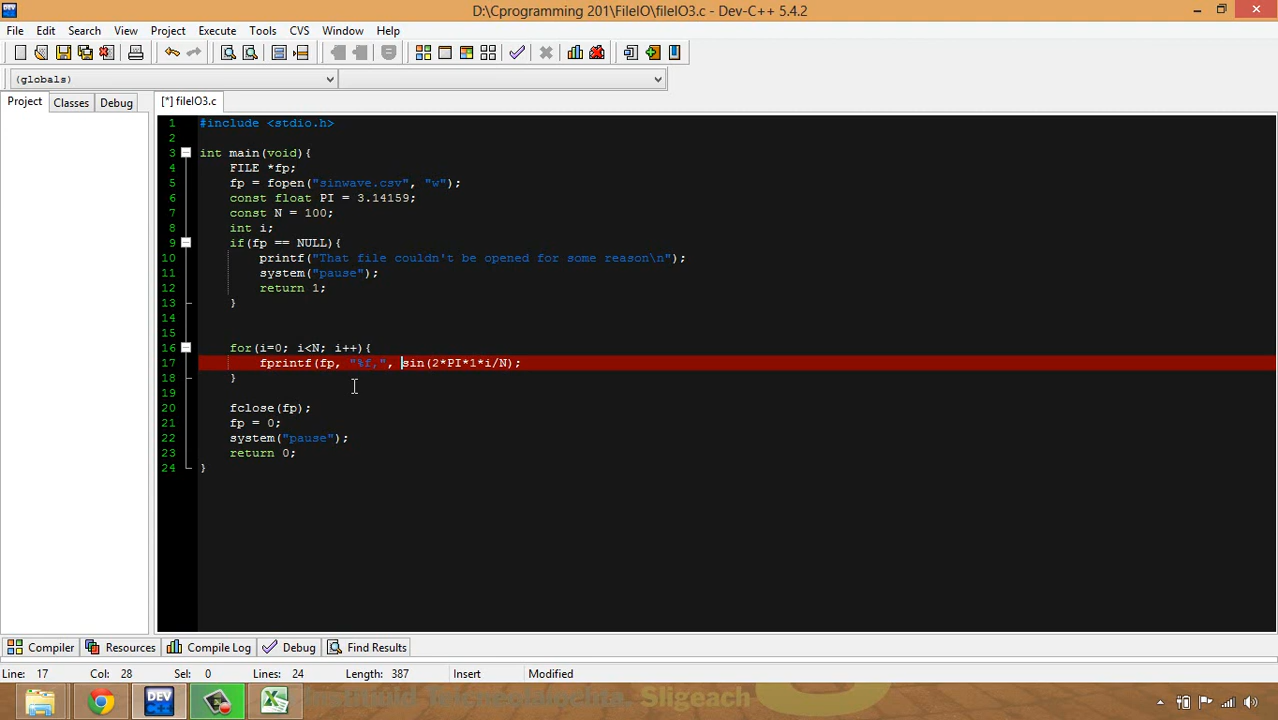 D:\Cprogramming 201\FileIO\fileIO3.c - Dev-C++ 5.4.2
File Edit Search View Project Execute Tools CVS Window Help
(globals)
Project Classes Debug [*] fileIO3.c
1 #include <stdio.h>
2
3 int main(void){
4 FILE *fp;
5 fp = fopen("sinwave.csv", "w");
6 const float PI = 3.14159;
7 const N = 100;
8 int i;
9 if(fp == NULL){
10 printf("That file couldn't be opened for some reason\n");
11 system("pause");
12 return 1;
13 }
14
15
16 for(i=0; i<N; i++){
17 fprintf(fp, "%f,", sin(2*PI*1*i/N);
18 }
19
20 fclose(fp);
21 fp = 0;
22 system("pause");
23 return 0;
24 }
Compiler Resources Compile Log Debug Find Results
Line: 17 Col: 28 Sel: 0 Lines: 24 Length: 387 Insert Modified
DEV
Sligeach